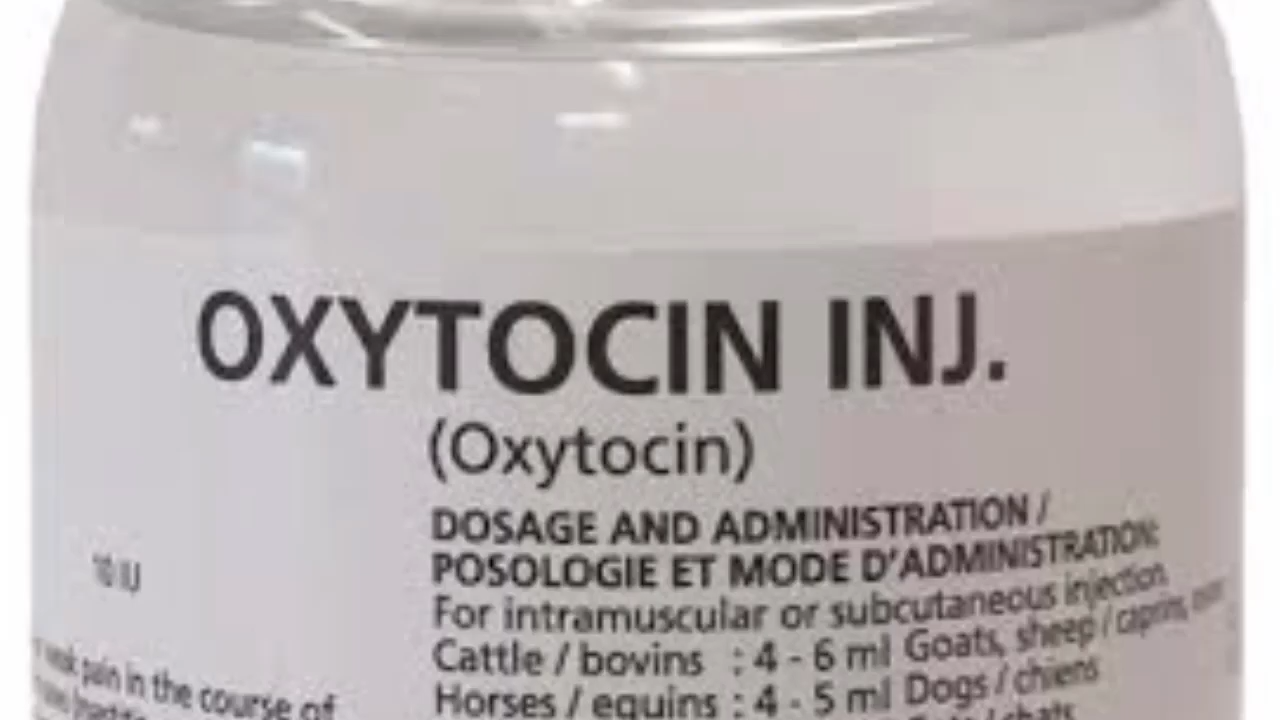 OXYTOCIN INJ.
(Oxytocin)
DOSAGE AND ADMINISTRATION /
POSOLOGIE ET MODE D'ADMINISTRATION:
For intramuscular or subcutaneous injection.
Cattle / bovins : 4 - 6 ml Goats, sheep / caprins,
Horses / equins : 4 - 5 ml Dogs / chiens
10 IU
weak pain in the course of